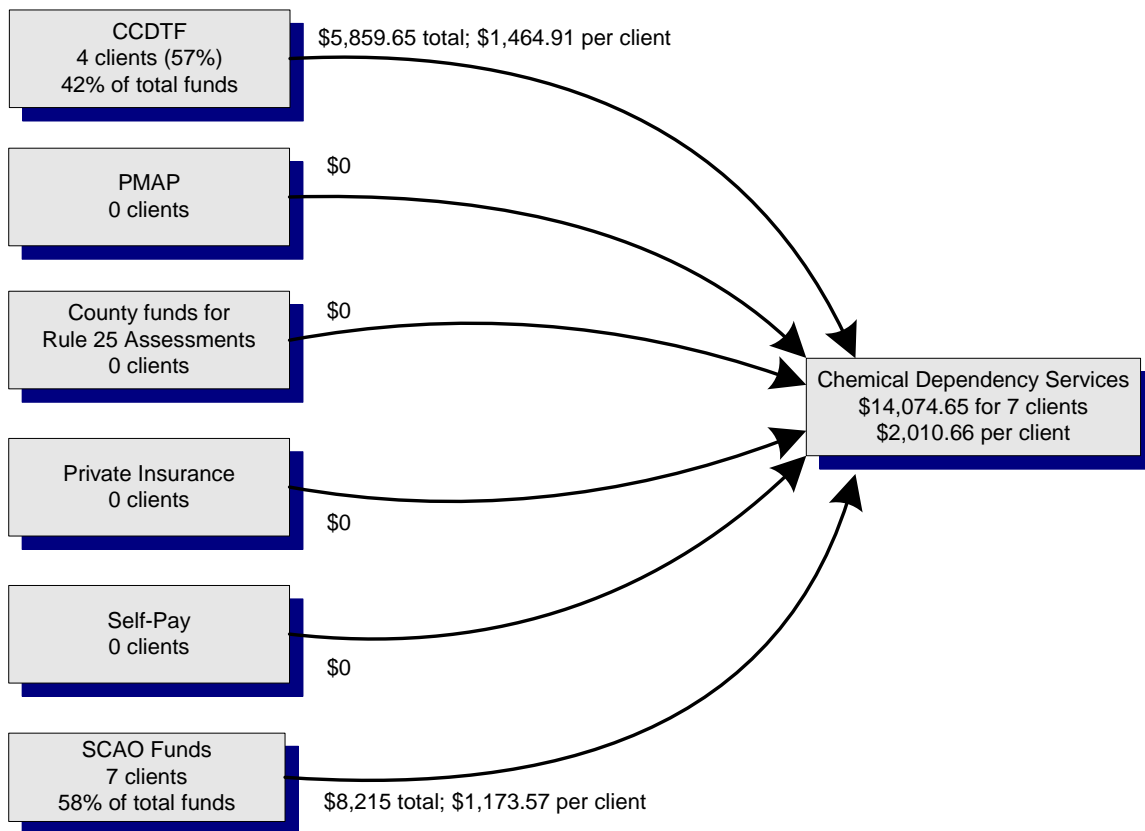 CCDTF
4 clients (57%)
42% of total funds
$5,859.65 total; $1,464.91 per client
PMAP
0 clients
$0
County funds for
Rule 25 Assessments
0 clients
$0
Chemical Dependency Services
$14,074.65 for 7 clients
$2,010.66 per client
Private Insurance
0 clients
$0
Self-Pay
0 clients
$0
SCAO Funds
7 clients
58% of total funds
$8,215 total; $1,173.57 per client